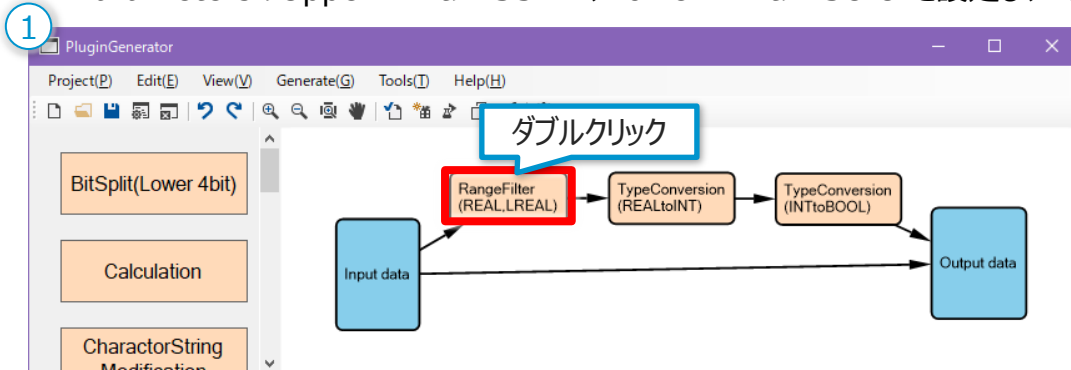 1
PluginGenerator
Project(P) Edit(E) View(V) Generate(G) Tools(T) Help(H)
ダブルクリック
BitSplit(Lower 4bit)
Calculation
CharactorString
Input data
RangeFilter
(REAL,LREAL)
TypeConversion
(REALtoINT)
TypeConversion
(INTtoBOOL)
Output data